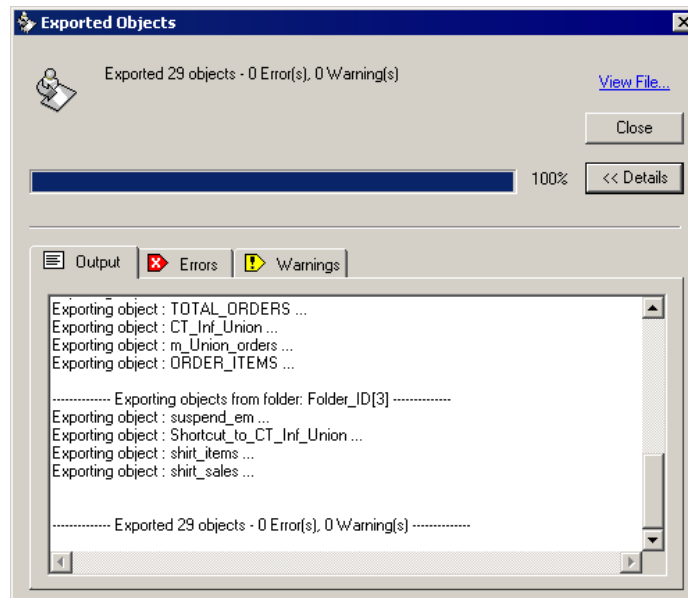 Exported Objects
Exported 29 objects - 0 Error(s), 0 Warning(s)
View File...
Close
100%
<< Details
Output
Errors
Warnings
Exporting object : TOTAL_ORDERS ...
Exporting object : CT_Inf_Union ...
Exporting object : m_Union_orders ...
Exporting object : ORDER_ITEMS ...
------------- Exporting objects from folder: Folder_ID[3] -------------
Exporting object : suspend_em ...
Exporting object : Shortcut_to_CT_Inf_Union ...
Exporting object : shirt_items ...
Exporting object : shirt_sales ...
------------- Exported 29 objects - 0 Error(s), 0 Warning(s) -------------